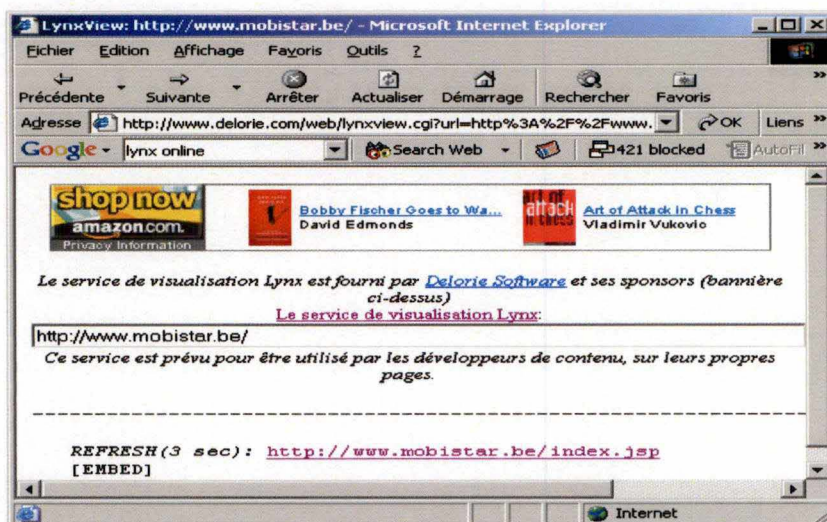 LynxView: http://www.mobistar.be/ - Microsoft Internet Explorer
Fichier Edition Affichage Favoris Outils ?
Précédente Suivante Arrêter Actualiser Démarrage Rechercher Favoris »
Adresse http://www.delorie.com/web/lynxview.cgi?url=http%3A%2F%2Fwww. OK Liens »
Google lynx online Search Web 421 blocked AutoFil »
shop now
amazon.com.
Privacy Information
Bobby Fischer Goes to Wa...
David Edmonds
art of
attack
in chess
Art of Attack in Chess
Vladimir Vukovic
Le service de visualisation Lynx est fourni par Delorie Software et ses sponsors (bannière
ci-dessus)
Le service de visualisation Lynx:
http://www.mobistar.be/
Ce service est prévu pour être utilisé par les développeurs de contenu, sur leurs propres
pages.
REFRESH(3 sec): http://www.mobistar.be/index.jsp
[EMBED]
Internet